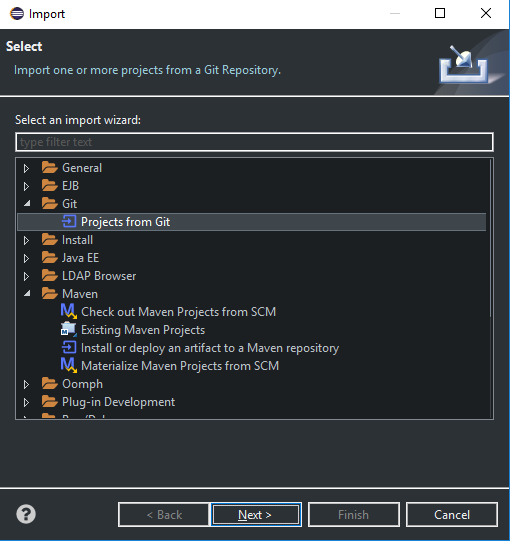 Import
Select
Import one or more projects from a Git Repository.
Select an import wizard:
type filter text
General
EJB
Git
Projects from Git
Install
Java EE
LDAP Browser
Maven
Check out Maven Projects from SCM
Existing Maven Projects
Install or deploy an artifact to a Maven repository
Materialize Maven Projects from SCM
Oomph
Plug-in Development
< Back
Next >
Finish
Cancel